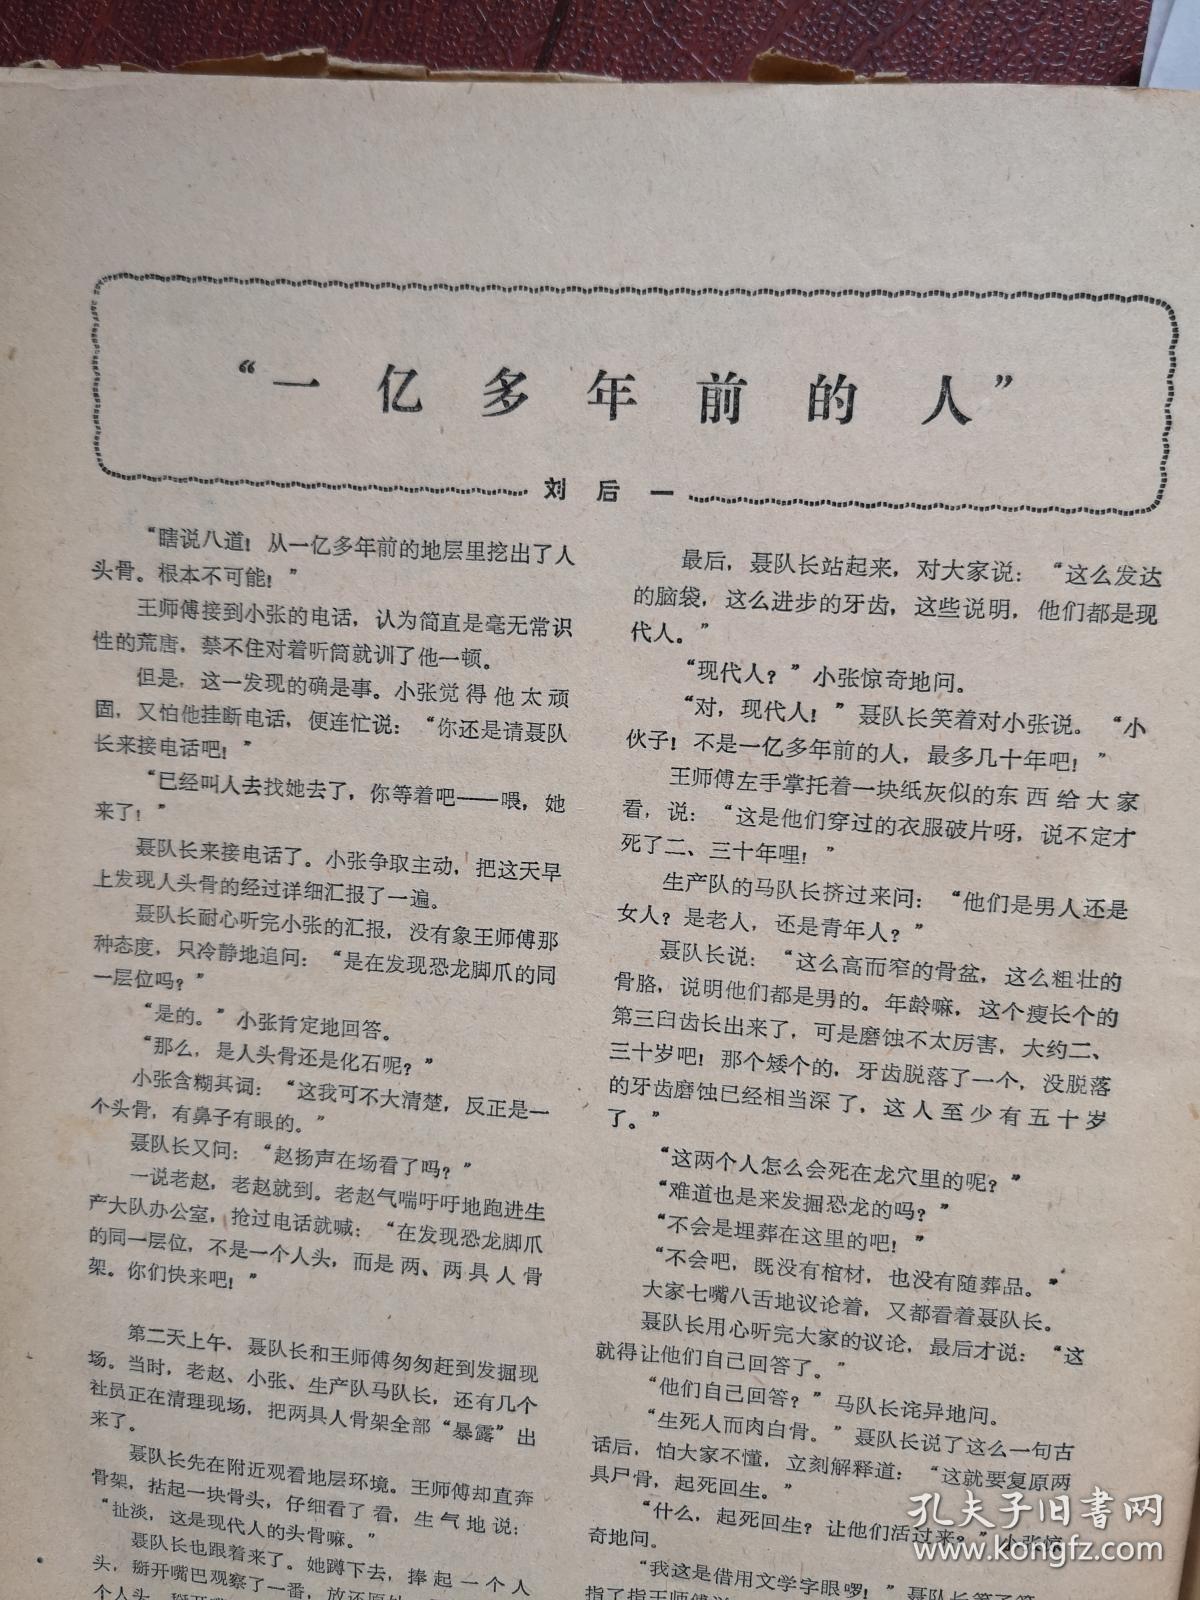 “一亿多年前的人”
刘后一
“瞎说八道！从一亿多年前的地层里挖出了人
头骨。根本不可能！”
王师傅接到小张的电话，认为简直是毫无常识
性的荒唐，禁不住对着听筒就训了他一顿。
但是，这一发现的确是事。小张觉得他太顽
固，又怕他挂断电话，便连忙说：“你还是请聂队
长来接电话吧！”
“已经叫人去找她去了，你等着吧——喂，她
来了！”
聂队长来接电话了。小张争取主动，把这天早
上发现人头骨的经过详细汇报了一遍。
聂队长耐心听完小张的汇报，没有象王师傅那
种态度，只冷静地追问：“是在发现恐龙脚爪的同
一层位吗？”
“是的。”小张肯定地回答。
“那么，是人头骨还是化石呢？”
小张含糊其词：“这我可不大清楚，反正是一
个头骨，有鼻子有眼的。”
聂队长又问：“赵扬声在场看了吗？”
一说老赵，老赵就到。老赵气喘吁吁地跑进生
产大队办公室，抢过电话就喊：“在发现恐龙脚爪
的同一层位，不是一个人头，而是两、两具人骨
架。你们快来吧！”
第二天上午，聂队长和王师傅匆匆赶到发掘现
场。当时，老赵、小张、生产队马队长，还有几个
社员正在清理现场，把两具人骨架全部“暴露”出
来了。
聂队长先在附近观看地层环境。王师傅却直奔
骨架，拈起一块骨头，仔细看了看，生气地说：
“扯淡，这是现代人的头骨嘛。”
聂队长也跟着来了。她蹲下去，捧起一个人
头，掰开嘴巴观察了一番，放还原
个人头，掰开嘴
最后，聂队长站起来，对大家说：“这么发达
的脑袋，这么进步的牙齿，这些说明，他们都是现
代人。”
“现代人？”小张惊奇地问。
“对，现代人！”聂队长笑着对小张说。“小
伙子！不是一亿多年前的人，最多几十年吧！”
王师傅左手掌托着一块纸灰似的东西给大家
看，说：“这是他们穿过的衣服破片呀，说不定才
死了二、三十年哩！”
生产队的马队长挤过来问：“他们是男人还是
女人？是老人，还是青年人？”
聂队长说：“这么高而窄的骨盆，这么粗壮的
骨胳，说明他们都是男的。年龄嘛，这个瘦长个的
第三臼齿长出来了，可是磨蚀不太厉害，大约二、
三十岁吧！那个矮个的，牙齿脱落了一个，没脱落
的牙齿磨蚀已经相当深了，这人至少有五十岁
了。”
“这两个人怎么会死在龙穴里的呢？”
“难道也是来发掘恐龙的吗？”
“不会是埋葬在这里的吧！”
“不会吧，既没有棺材，也没有随葬品。”
大家七嘴八舌地议论着，又都看着聂队长。
聂队长用心听完大家的议论，最后才说：“这
就得让他们自己回答了。”
“他们自己回答？”马队长诧异地问。
“生死人而肉白骨。”聂队长说了这么一句古
话后，怕大家不懂，立刻解释道：“这就要复原两
具尸骨，起死回生。”
“什么，起死回生？让他们活过来？”小张惊
奇地问。
“我这是借用文学字眼啰！”聂队长笑了笑，
指了指王师傅说
孔夫子旧书网
www.kongfz.com